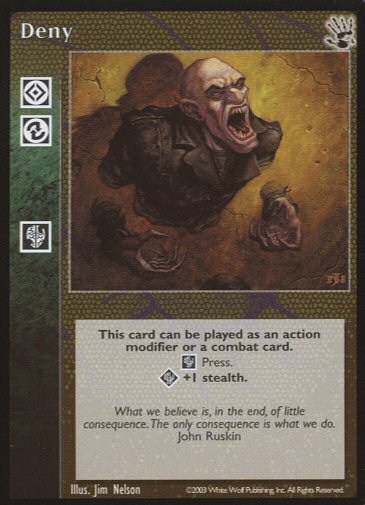 Deny
This card can be played as an action
modifier or a combat card.
Press.
+1 stealth.
What we believe is, in the end, of little
consequence. The only consequence is what we do.
John Ruskin
Illus. Jim Nelson
©2003 White Wolf Publishing, Inc. All Rights Reserved.